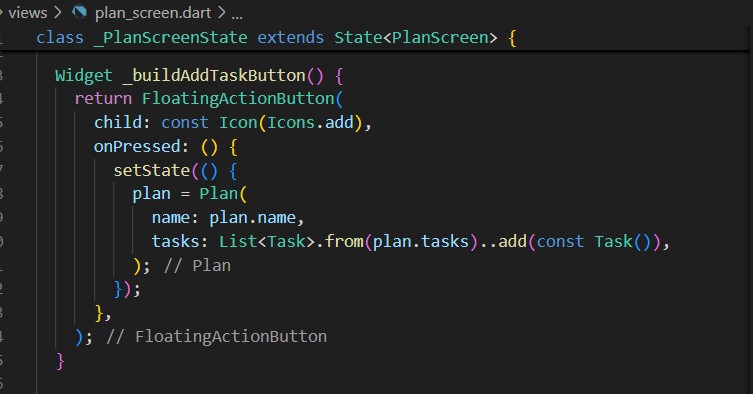 views > plan_screen.dart > ...
class _PlanScreenState extends State<PlanScreen> {
Widget _buildAddTaskButton() {
return FloatingActionButton(
child: const Icon(Icons.add),
onPressed: () {
setState(() {
plan = Plan(
name: plan.name,
tasks: List<Task>.from(plan.tasks)..add(const Task()),
); // Plan
});
},
); // FloatingActionButton
}